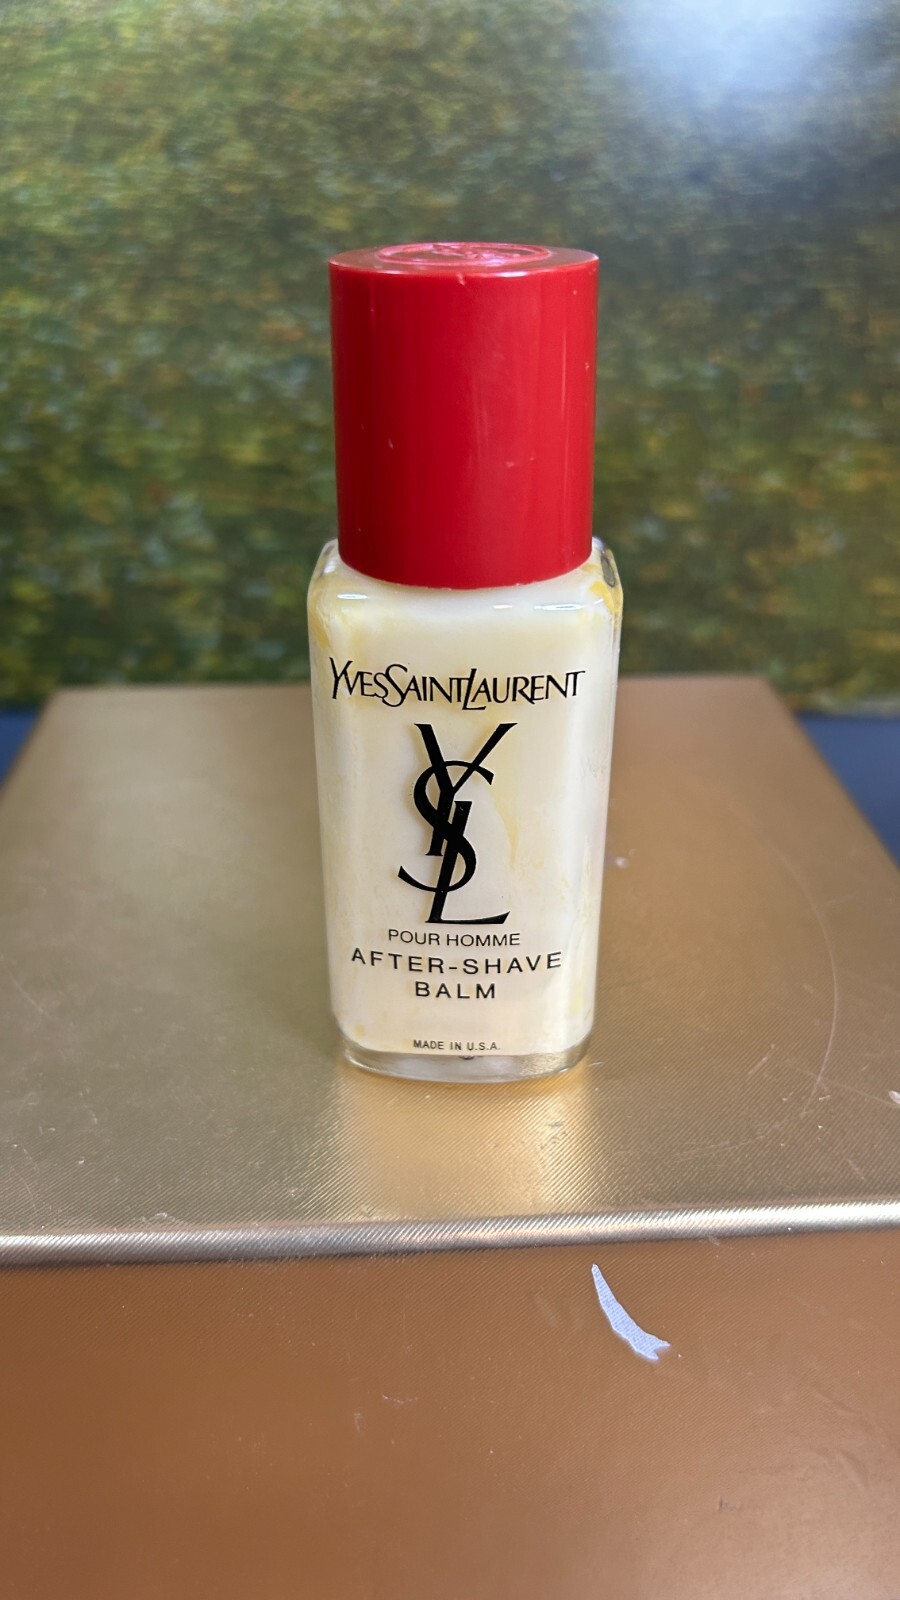 YVESSAINTLAURENT
YSL
POUR HOMME
AFTER-SHAVE
BALM
MADE IN U.S.A.